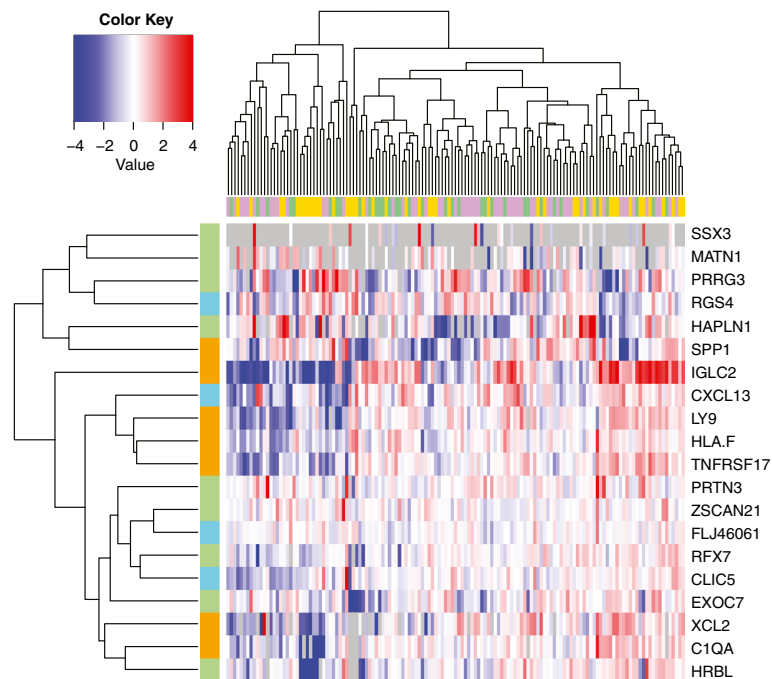 Color Key
−4 −2 0 2 4
Value
SSX3
MATN1
PRRG3
RGS4
HAPLN1
SPP1
IGLC2
CXCL13
LY9
HLA.F
TNFRSF17
PRTN3
ZSCAN21
FLJ46061
RFX7
CLIC5
EXOC7
XCL2
C1QA
HRBL